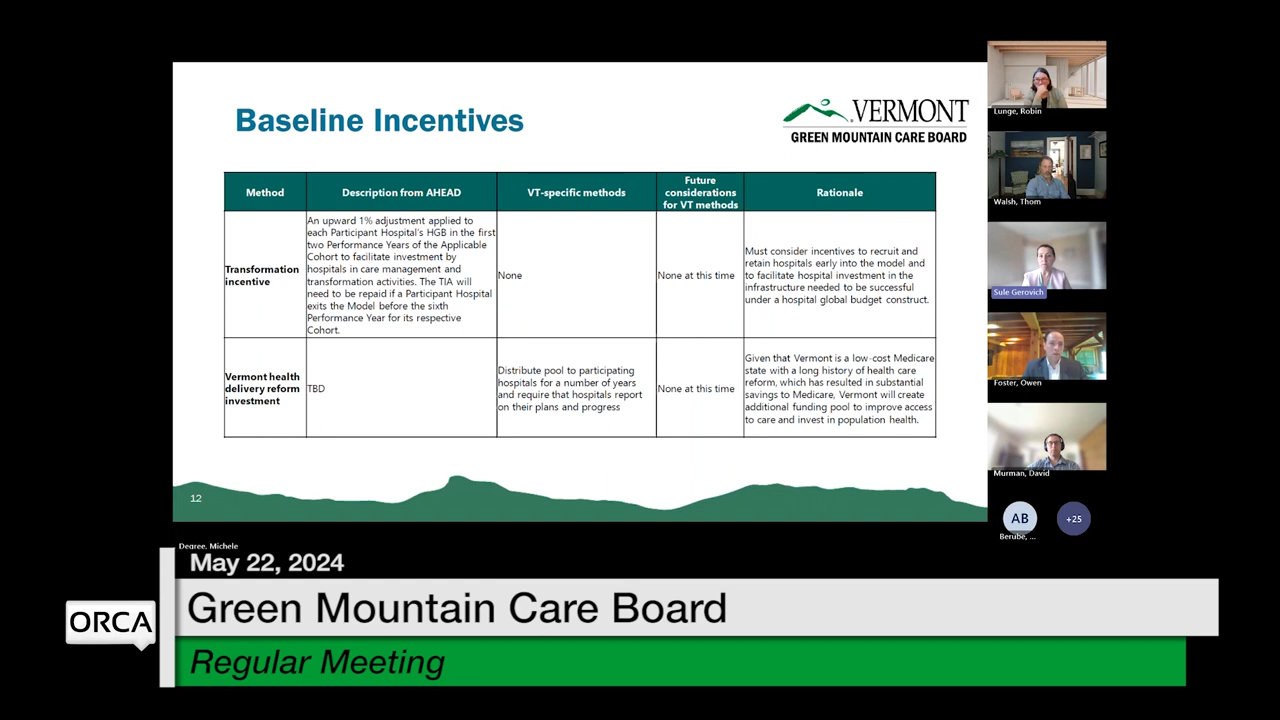 Baseline Incentives
VERMONT
GREEN MOUNTAIN CARE BOARD
Method
Description from AHEAD
VT-specific methods
Future
considerations
for VT methods
Rationale
Transformation
incentive
An upward 1% adjustment applied to
each Participant Hospital's HGB in the first
two Performance Years of the Applicable
Cohort to facilitate investment by
hospitals in care management and
transformation activities. The TIA will
need to be repaid if a Participant Hospital
exits the Model before the sixth
Performance Year for its respective
Cohort.
None
None at this time
Must consider incentives to recruit and
retain hospitals early into the model and
to facilitate hospital investment in the
infrastructure needed to be successful
under a hospital global budget construct.
Vermont health
delivery reform
investment
TBD
Distribute pool to participating
hospitals for a number of years
and require that hospitals report
on their plans and progress
None at this time
Given that Vermont is a low-cost Medicare
state with a long history of health care
reform, which has resulted in substantial
savings to Medicare, Vermont will create
additional funding pool to improve access
to care and invest in population health.
12
Lunge, Robin
Walsh, Thom
Sule Gerovich
Foster, Owen
Murman, David
AB
+25
Berube, ...
Degree, Michele
May 22, 2024
ORCA
Green Mountain Care Board
Regular Meeting